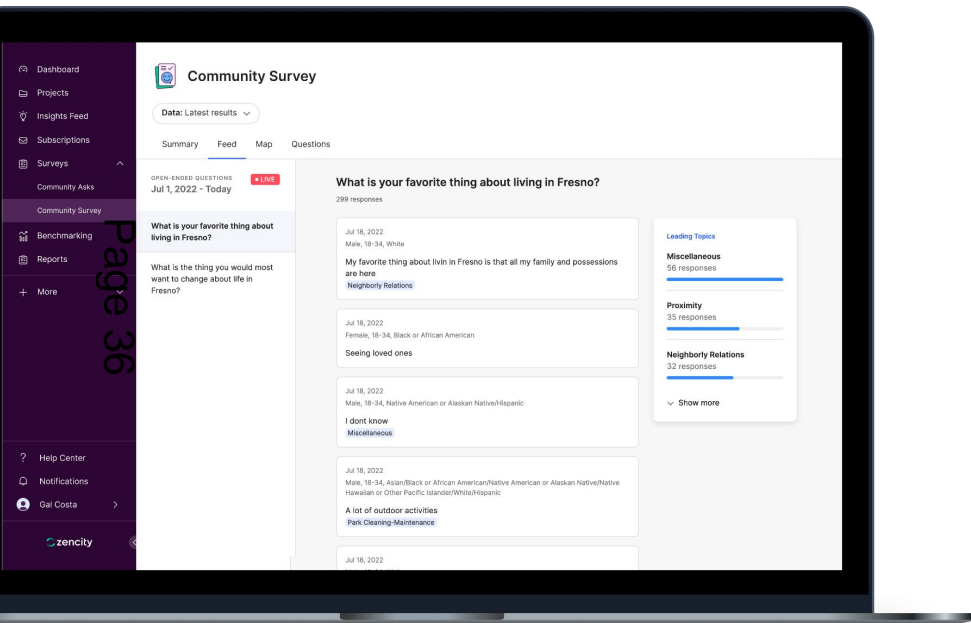 Dashboard
Projects
Insights Feed
Subscriptions
Surveys
Community Asks
Community Survey
Benchmarking
Reports
+ More
Page 36
? Help Center
Notifications
Gal Costa
zencity
Community Survey
Data: Latest results
Summary Feed Map Questions
OPEN-ENDED QUESTIONS
LIVE
Jul 1, 2022 - Today
What is your favorite thing about
living in Fresno?
What is the thing you would most
want to change about life in
Fresno?
What is your favorite thing about living in Fresno?
299 responses
Jul 18, 2022
Male, 18-34, White
My favorite thing about livin in Fresno is that all my family and possessions
are here
Neighborly Relations
Jul 18, 2022
Female, 18-34, Black or African American
Seeing loved ones
Jul 18, 2022
Male, 18-34, Native American or Alaskan Native/Hispanic
I dont know
Miscellaneous
Jul 18, 2022
Male, 18-34, Asian/Black or African American/Native American or Alaskan Native/Native
Hawaiian or Other Pacific Islander/White/Hispanic
A lot of outdoor activities
Park Cleaning-Maintenance
Jul 18, 2022
Leading Topics
Miscellaneous
56 responses
Proximity
35 responses
Neighborly Relations
32 responses
Show more